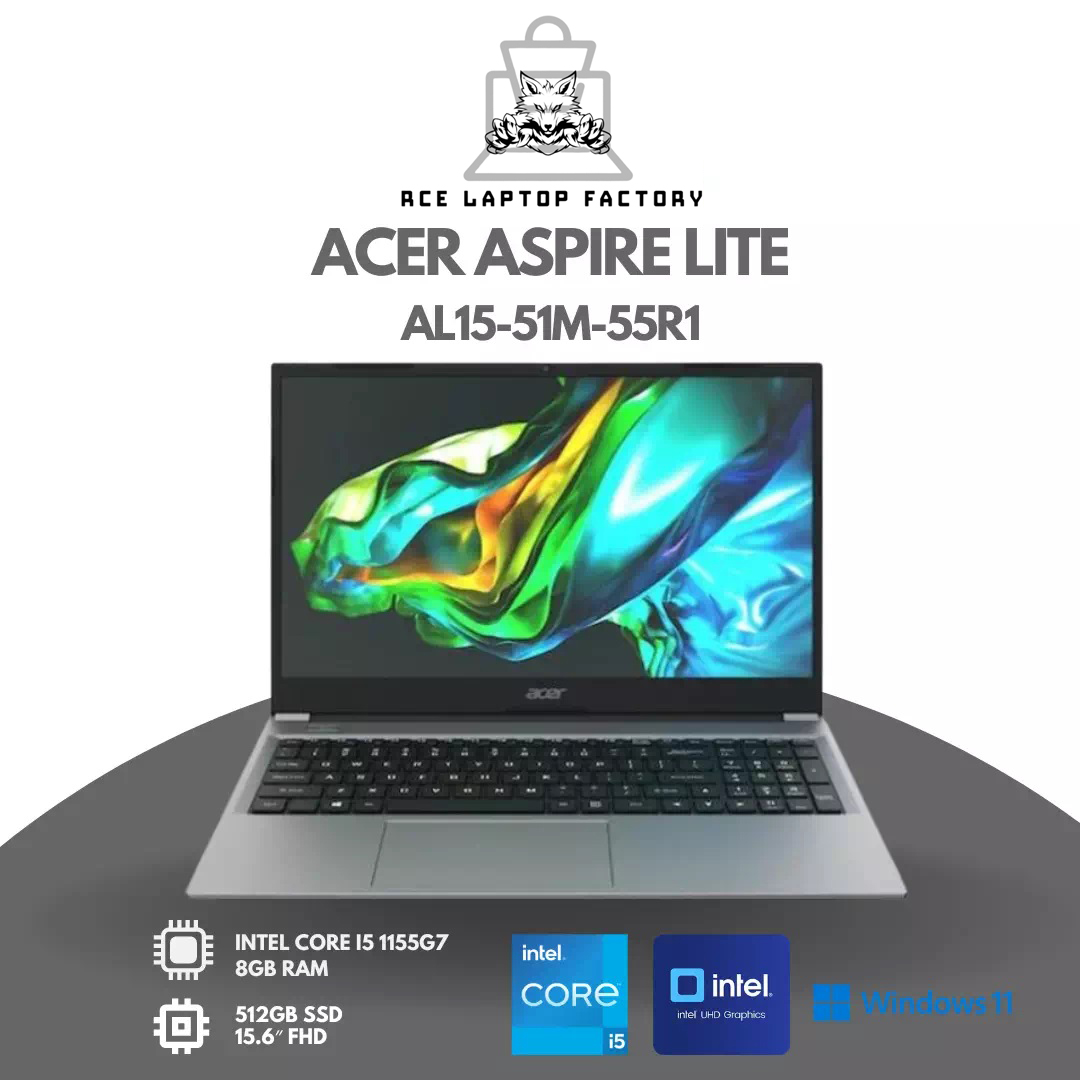 RCE LAPTOP FACTORY
ACER ASPIRE LITE
AL15-51M-55R1
acer
INTEL CORE I5 1155G7
8GB RAM
512GB SSD
15.6″ FHD
intel.
CORE
i5
intel.
intel UHD Graphics
Windows 11